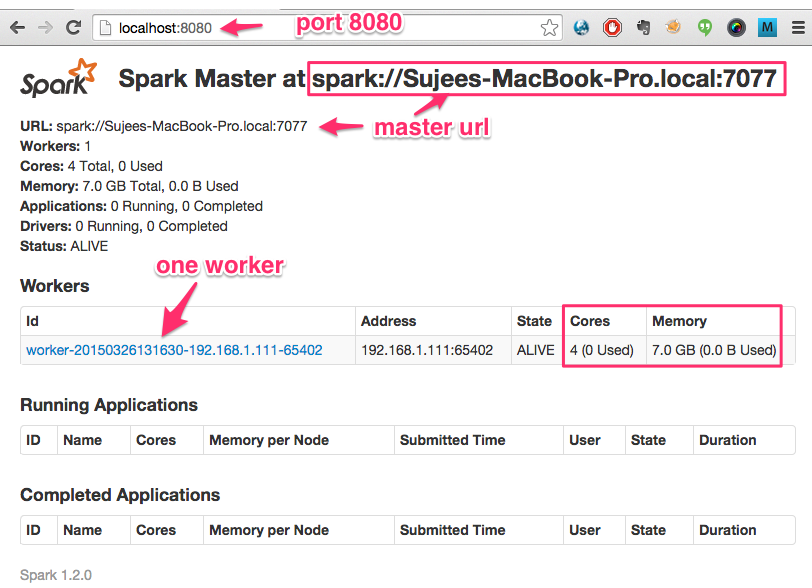 localhost:8080
port 8080
M
Spark
Spark Master at spark://Sujees-MacBook-Pro.local:7077
URL: spark://Sujees-MacBook-Pro.local:7077
master url
Workers: 1
Cores: 4 Total, 0 Used
Memory: 7.0 GB Total, 0.0 B Used
Applications: 0 Running, 0 Completed
Drivers: 0 Running, 0 Completed
Status: ALIVE
one worker
Workers
Id Address State Cores Memory
worker-20150326131630-192.168.1.111-65402 192.168.1.111:65402 ALIVE 4 (0 Used) 7.0 GB (0.0 B Used)
Running Applications
ID Name Cores Memory per Node Submitted Time User State Duration
Completed Applications
ID Name Cores Memory per Node Submitted Time User State Duration
Spark 1.2.0